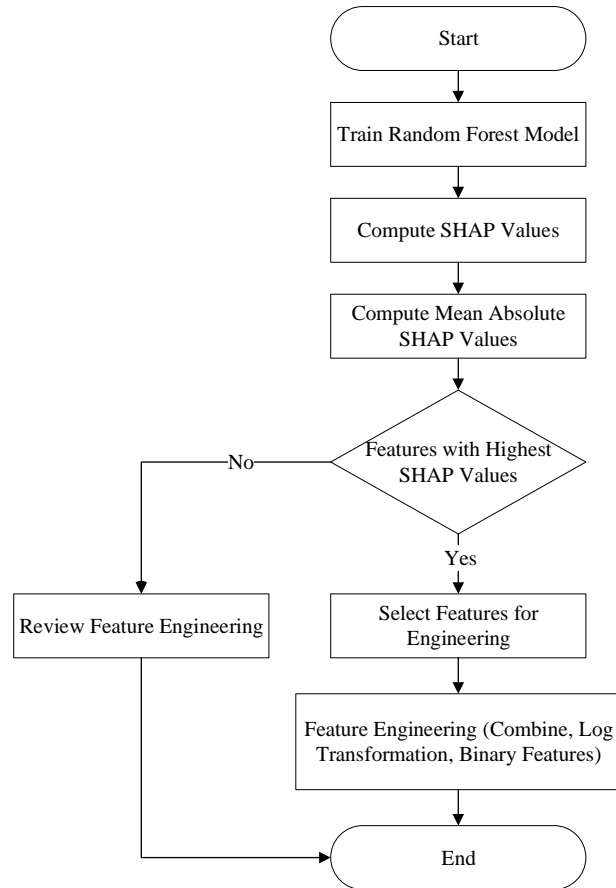 Start
Train Random Forest Model
Compute SHAP Values
Compute Mean Absolute
SHAP Values
Features with Highest
SHAP Values
No
Yes
Review Feature Engineering
Select Features for
Engineering
Feature Engineering (Combine, Log
Transformation, Binary Features)
End